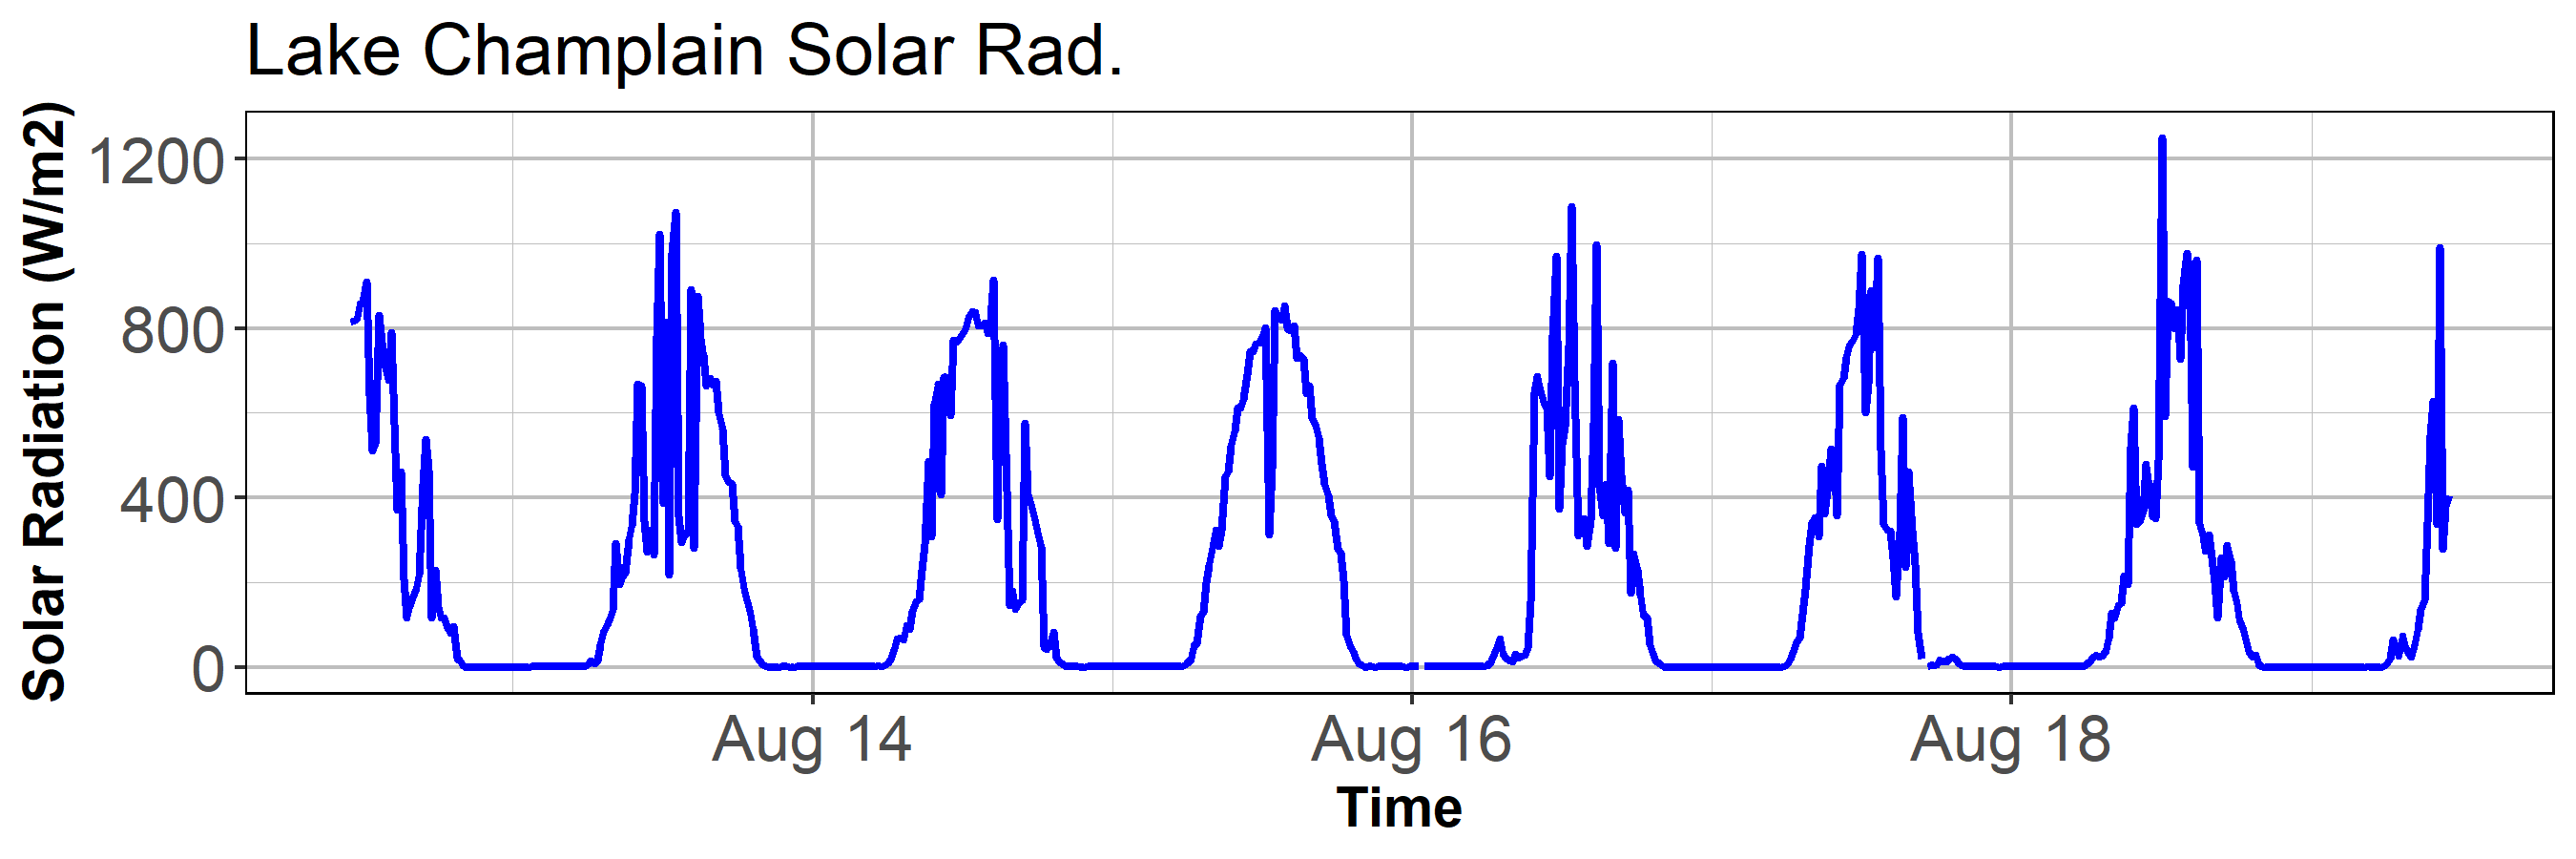 Lake Champlain Solar Rad.
Solar Radiation (W/m2)
1200
800
400
0
Aug 14 Aug 16 Aug 18
Time